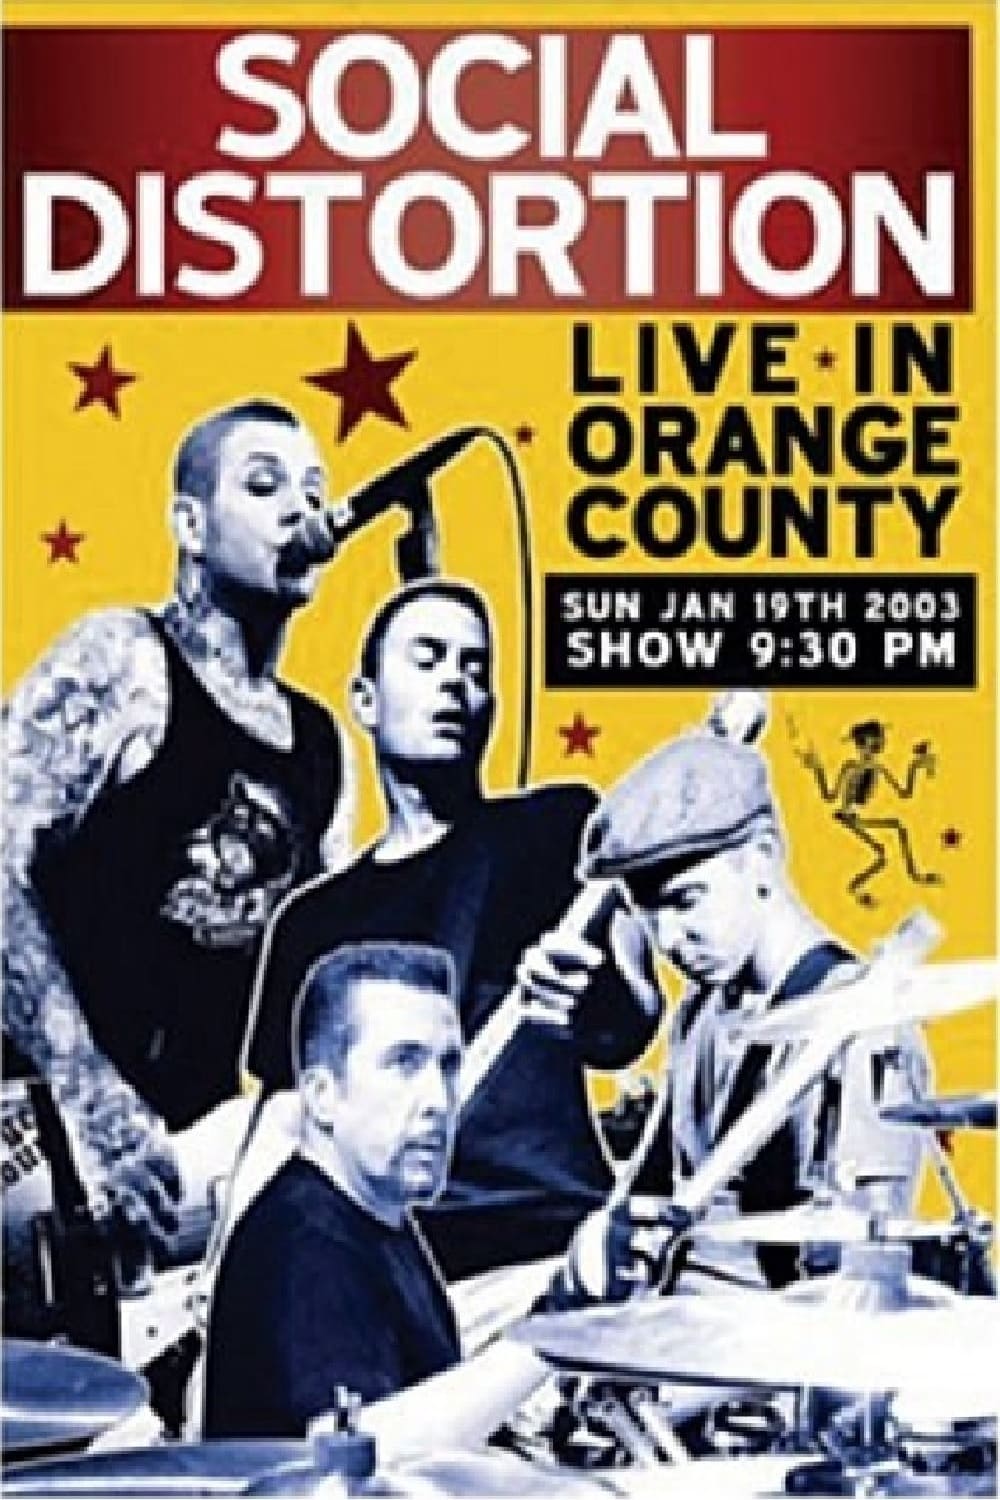 SOCIAL
DISTORTION
LIVE IN
ORANGE
COUNTY
SUN JAN 19TH 2003
SHOW 9:30 PM